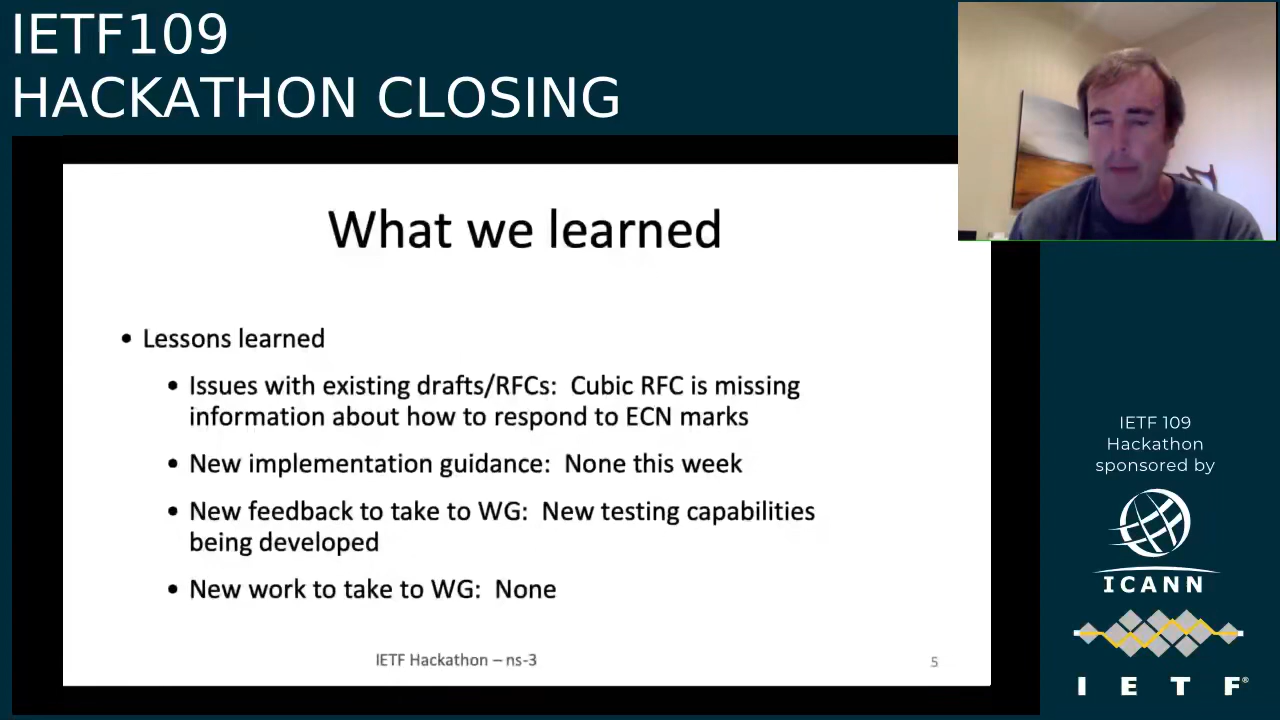 IETF109
HACKATHON CLOSING
What we learned
• Lessons learned
• Issues with existing drafts/RFCs:  Cubic RFC is missing
information about how to respond to ECN marks
• New implementation guidance:  None this week
• New feedback to take to WG:  New testing capabilities
being developed
• New work to take to WG:  None
IETF Hackathon – ns-3
5
IETF 109
Hackathon
sponsored by
ICANN
I E T F®